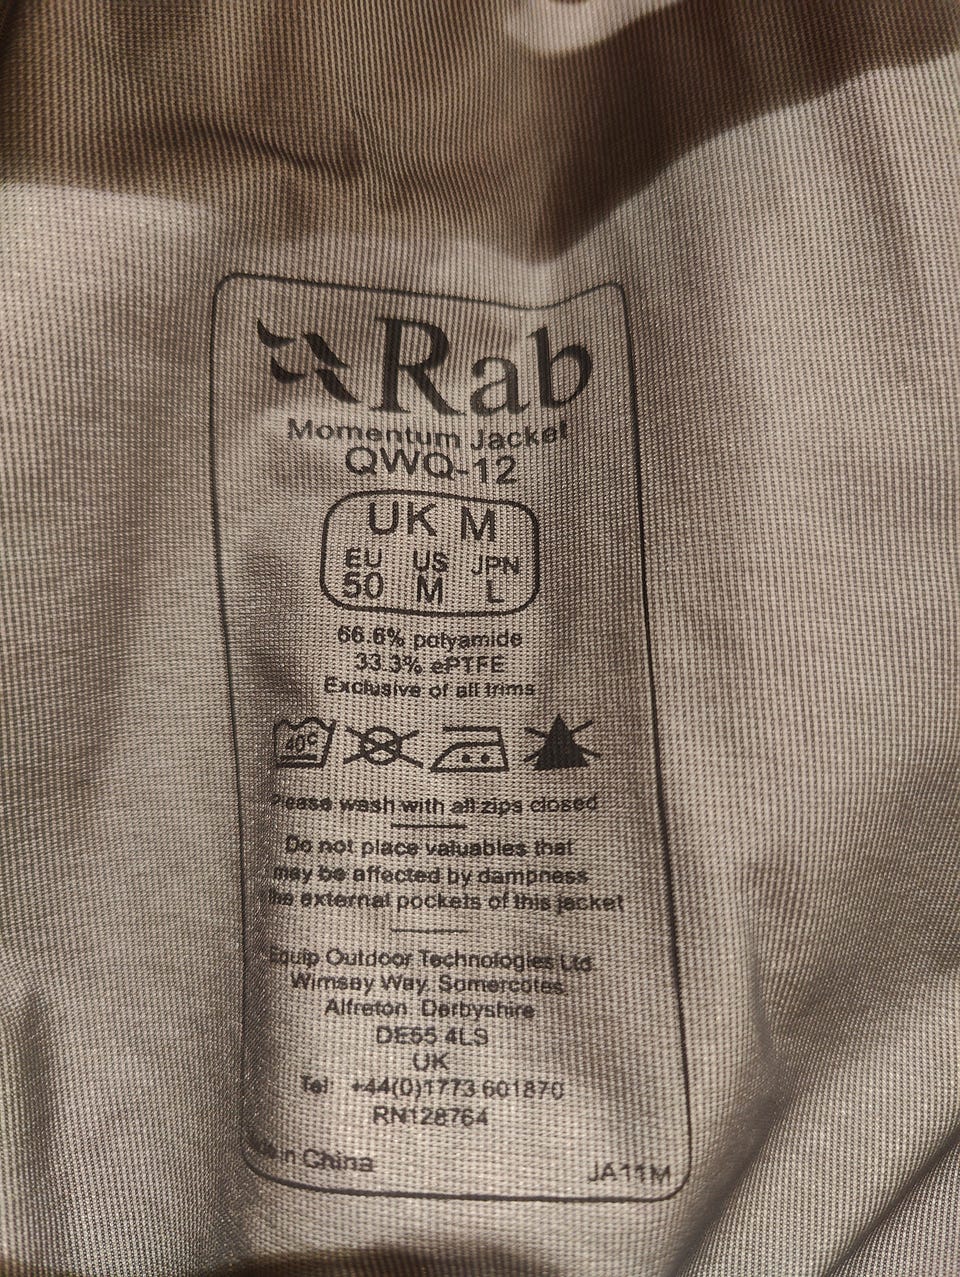 Rab
Momentum Jacket
QWQ-12
UK M
EU US JPN
50 M L
66.6% polyamide
33.3% ePTFE
Exclusive of all trims
40°C
Please wash with all zips closed
Do not place valuables that
may be affected by dampness
the external pockets of this jacket
Equip Outdoor Technologies Ltd
Wimsey Way, Somercotes
Alfreton, Derbyshire
DE55 4LS
UK
Tel: +44(0)1773 601870
RN128764
in China
JA11M